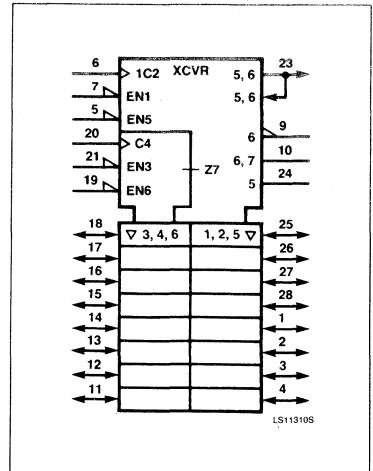 6 1C2 XCVR 5, 6 23
7 EN1 5, 6
5 EN5
6 9
20 C4
6, 7 10
21 EN3 Z7
5 24
19 EN6
18 ▽ 3, 4, 6 1, 2, 5 ▽ 25
17 26
16 27
15 28
14 1
13 2
12 3
11 4
LS11310S